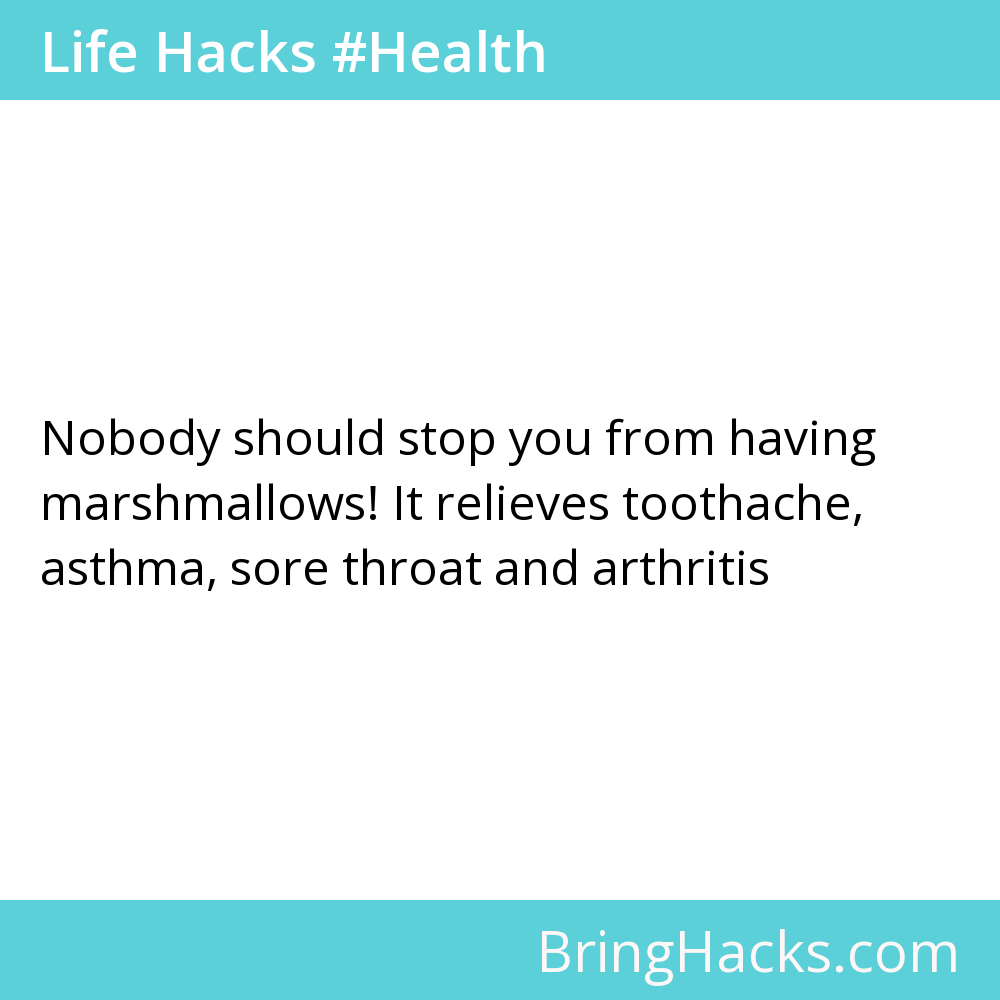 Life Hacks #Health
Nobody should stop you from having
marshmallows! It relieves toothache,
asthma, sore throat and arthritis
BringHacks.com